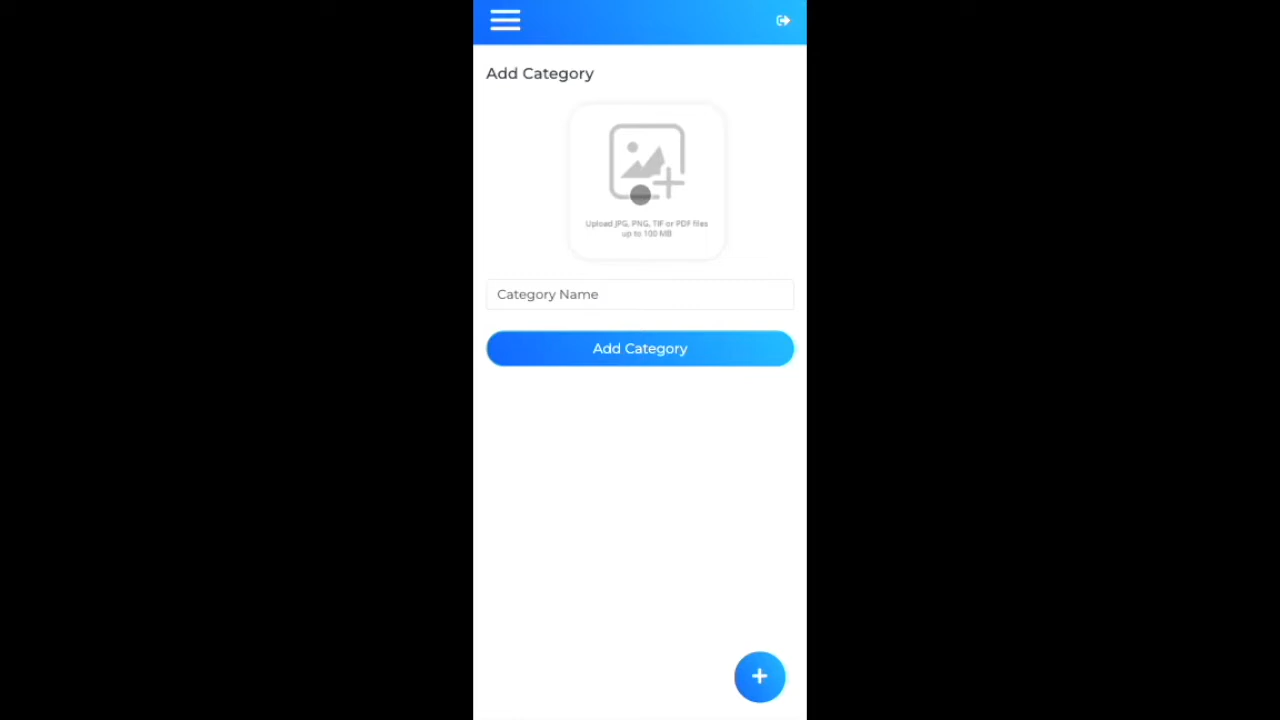 Add Category
Upload JPG, PNG, TIF or PDF files
up to 100 MB
Category Name
Add Category